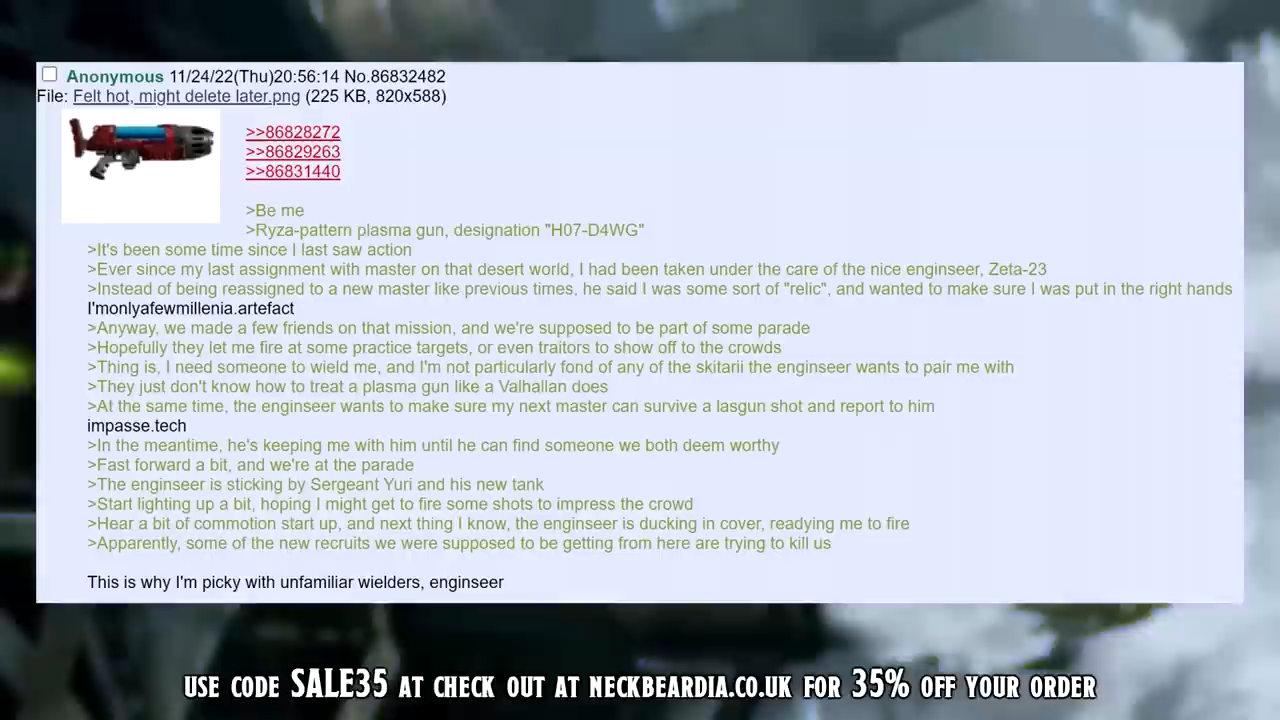 Anonymous 11/24/22(Thu)20:56:14 No.86832482
File: Felt hot, might delete later.png (225 KB, 820x588)
>>86828272
>>86829263
>>86831440
>Be me
>Ryza-pattern plasma gun, designation "H07-D4WG"
>It's been some time since I last saw action
>Ever since my last assignment with master on that desert world, I had been taken under the care of the nice enginseer, Zeta-23
>Instead of being reassigned to a new master like previous times, he said I was some sort of "relic", and wanted to make sure I was put in the right hands
I'monlyafewmillenia.artefact
>Anyway, we made a few friends on that mission, and we're supposed to be part of some parade
>Hopefully they let me fire at some practice targets, or even traitors to show off to the crowds
>Thing is, I need someone to wield me, and I'm not particularly fond of any of the skitarii the enginseer wants to pair me with
>They just don't know how to treat a plasma gun like a Valhallan does
>At the same time, the enginseer wants to make sure my next master can survive a lasgun shot and report to him
impasse.tech
>In the meantime, he's keeping me with him until he can find someone we both deem worthy
>Fast forward a bit, and we're at the parade
>The enginseer is sticking by Sergeant Yuri and his new tank
>Start lighting up a bit, hoping I might get to fire some shots to impress the crowd
>Hear a bit of commotion start up, and next thing I know, the enginseer is ducking in cover, readying me to fire
>Apparently, some of the new recruits we were supposed to be getting from here are trying to kill us
This is why I'm picky with unfamiliar wielders, enginseer
USE CODE SALE35 AT CHECK OUT AT NECKBEARDIA.CO.UK FOR 35% OFF YOUR ORDER